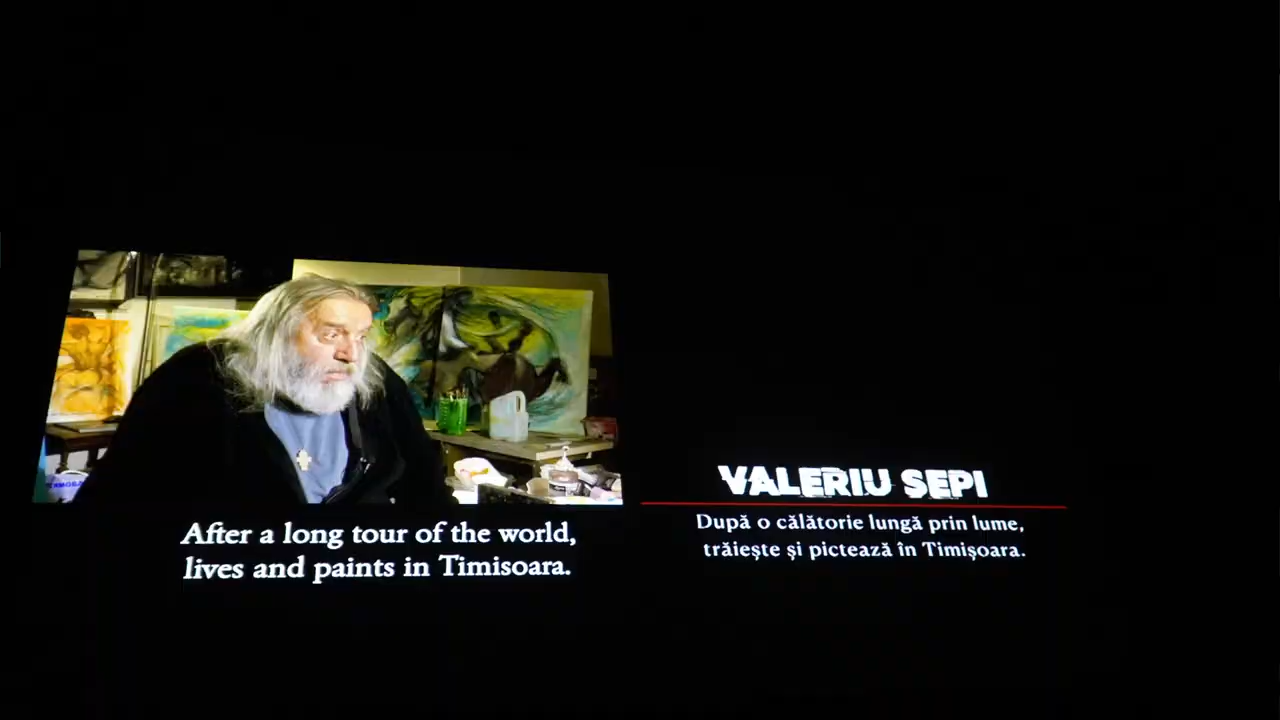 VALERIU ȘEPI
După o călătorie lungă prin lume,
trăiește și pictează în Timișoara.
After a long tour of the world,
lives and paints in Timisoara.